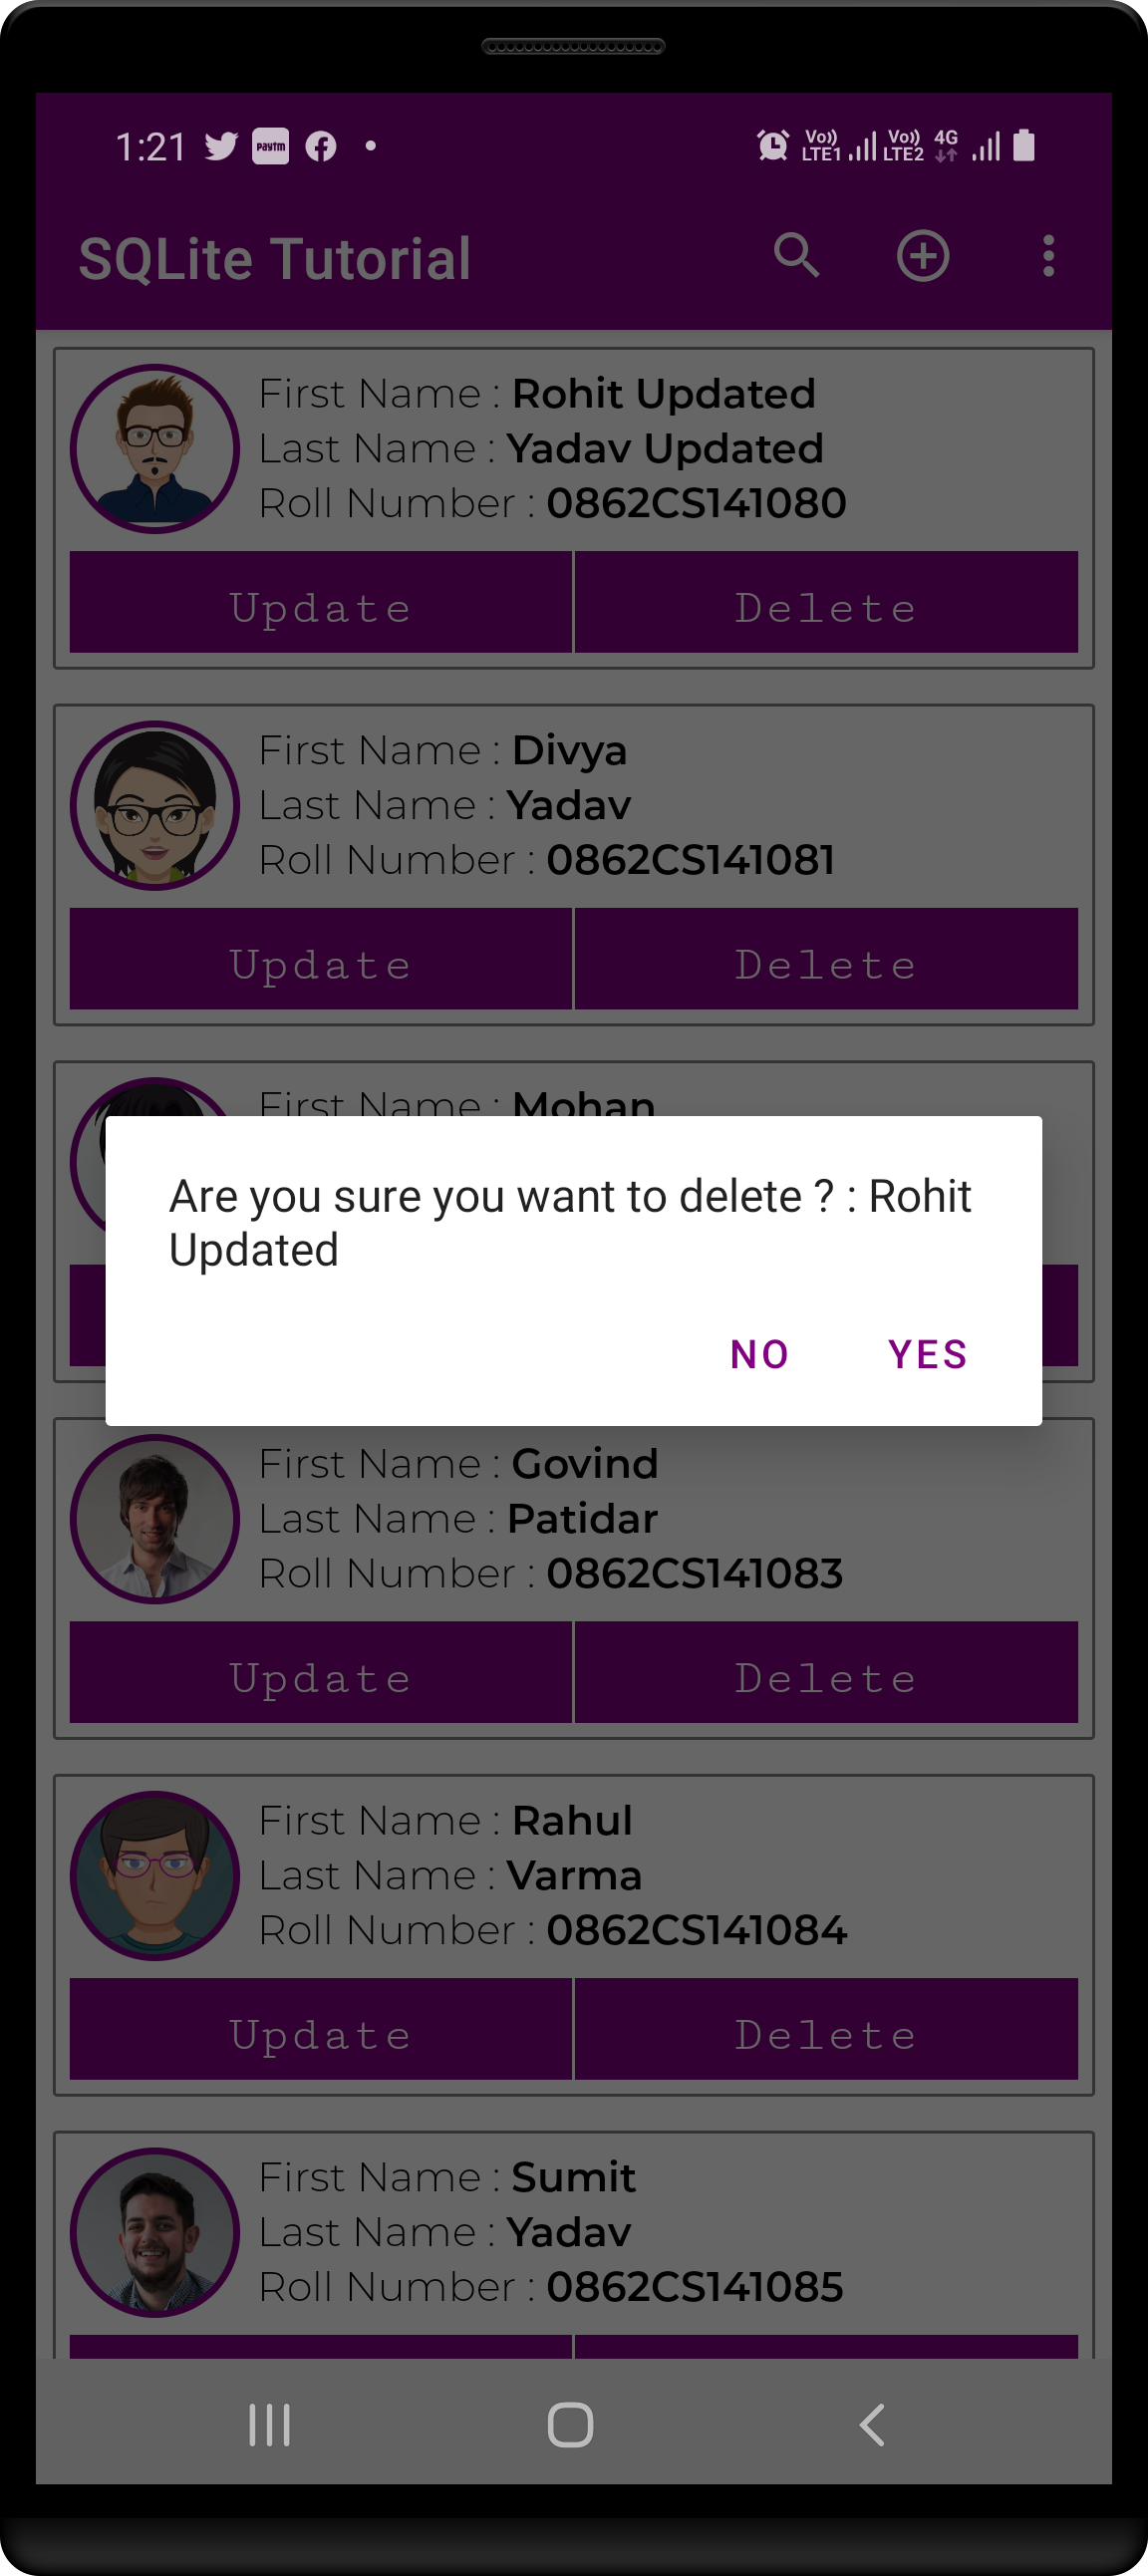 1:21 Paytm Vo)) LTE1 Vo)) LTE2 4G
SQLite Tutorial
First Name : Rohit Updated
Last Name : Yadav Updated
Roll Number : 0862CS141080
Update Delete
First Name : Divya
Last Name : Yadav
Roll Number : 0862CS141081
Update Delete
First Name : Mohan
Are you sure you want to delete ? : Rohit
Updated
NO YES
First Name : Govind
Last Name : Patidar
Roll Number : 0862CS141083
Update Delete
First Name : Rahul
Last Name : Varma
Roll Number : 0862CS141084
Update Delete
First Name : Sumit
Last Name : Yadav
Roll Number : 0862CS141085